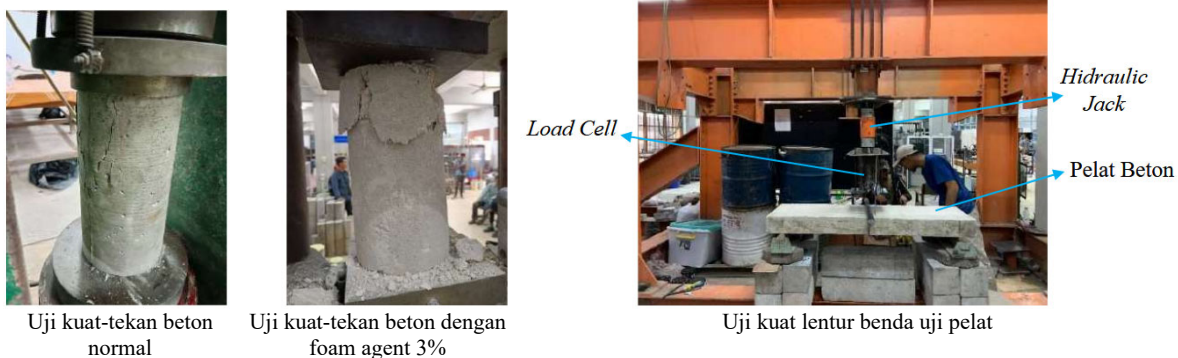 Load Cell
Hidraulic
Jack
Pelat Beton
Uji kuat-tekan beton
normal
Uji kuat-tekan beton dengan
foam agent 3%
Uji kuat lentur benda uji pelat